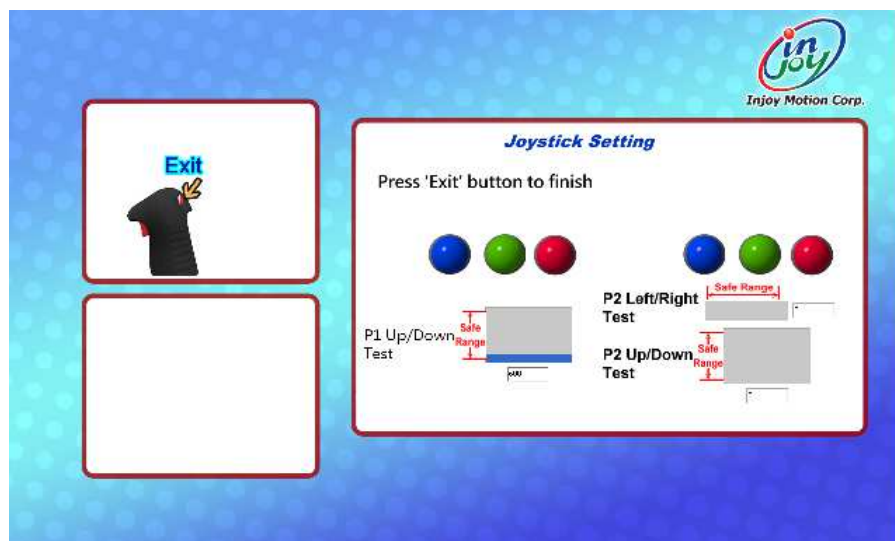 in
joy
Injoy Motion Corp.
Exit
Joystick Setting
Press 'Exit' button to finish
P1 Up/Down
Test
Safe
Range
P2 Left/Right
Test
Safe Range
P2 Up/Down
Test
Safe
Range